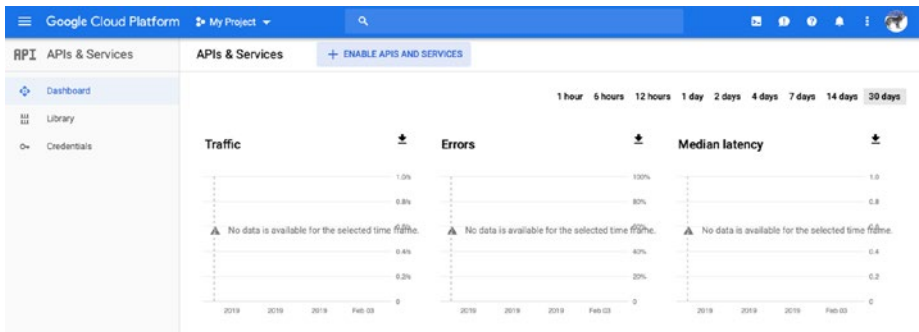 Google Cloud Platform My Project
API APIs & Services APIs & Services + ENABLE APIS AND SERVICES
Dashboard
Library
Credentials
1 hour 6 hours 12 hours 1 day 2 days 4 days 7 days 14 days 30 days
Traffic Errors Median latency
1.0% 100% 1.0
0.8% 80% 0.8
No data is available for the selected time frame. No data is available for the selected time frame. No data is available for the selected time frame.
0.4% 40% 0.4
0.2% 20% 0.2
0 0 0
2019 2019 2019 Feb 03 2019 2019 2019 Feb 03 2019 2019 2019 Feb 03